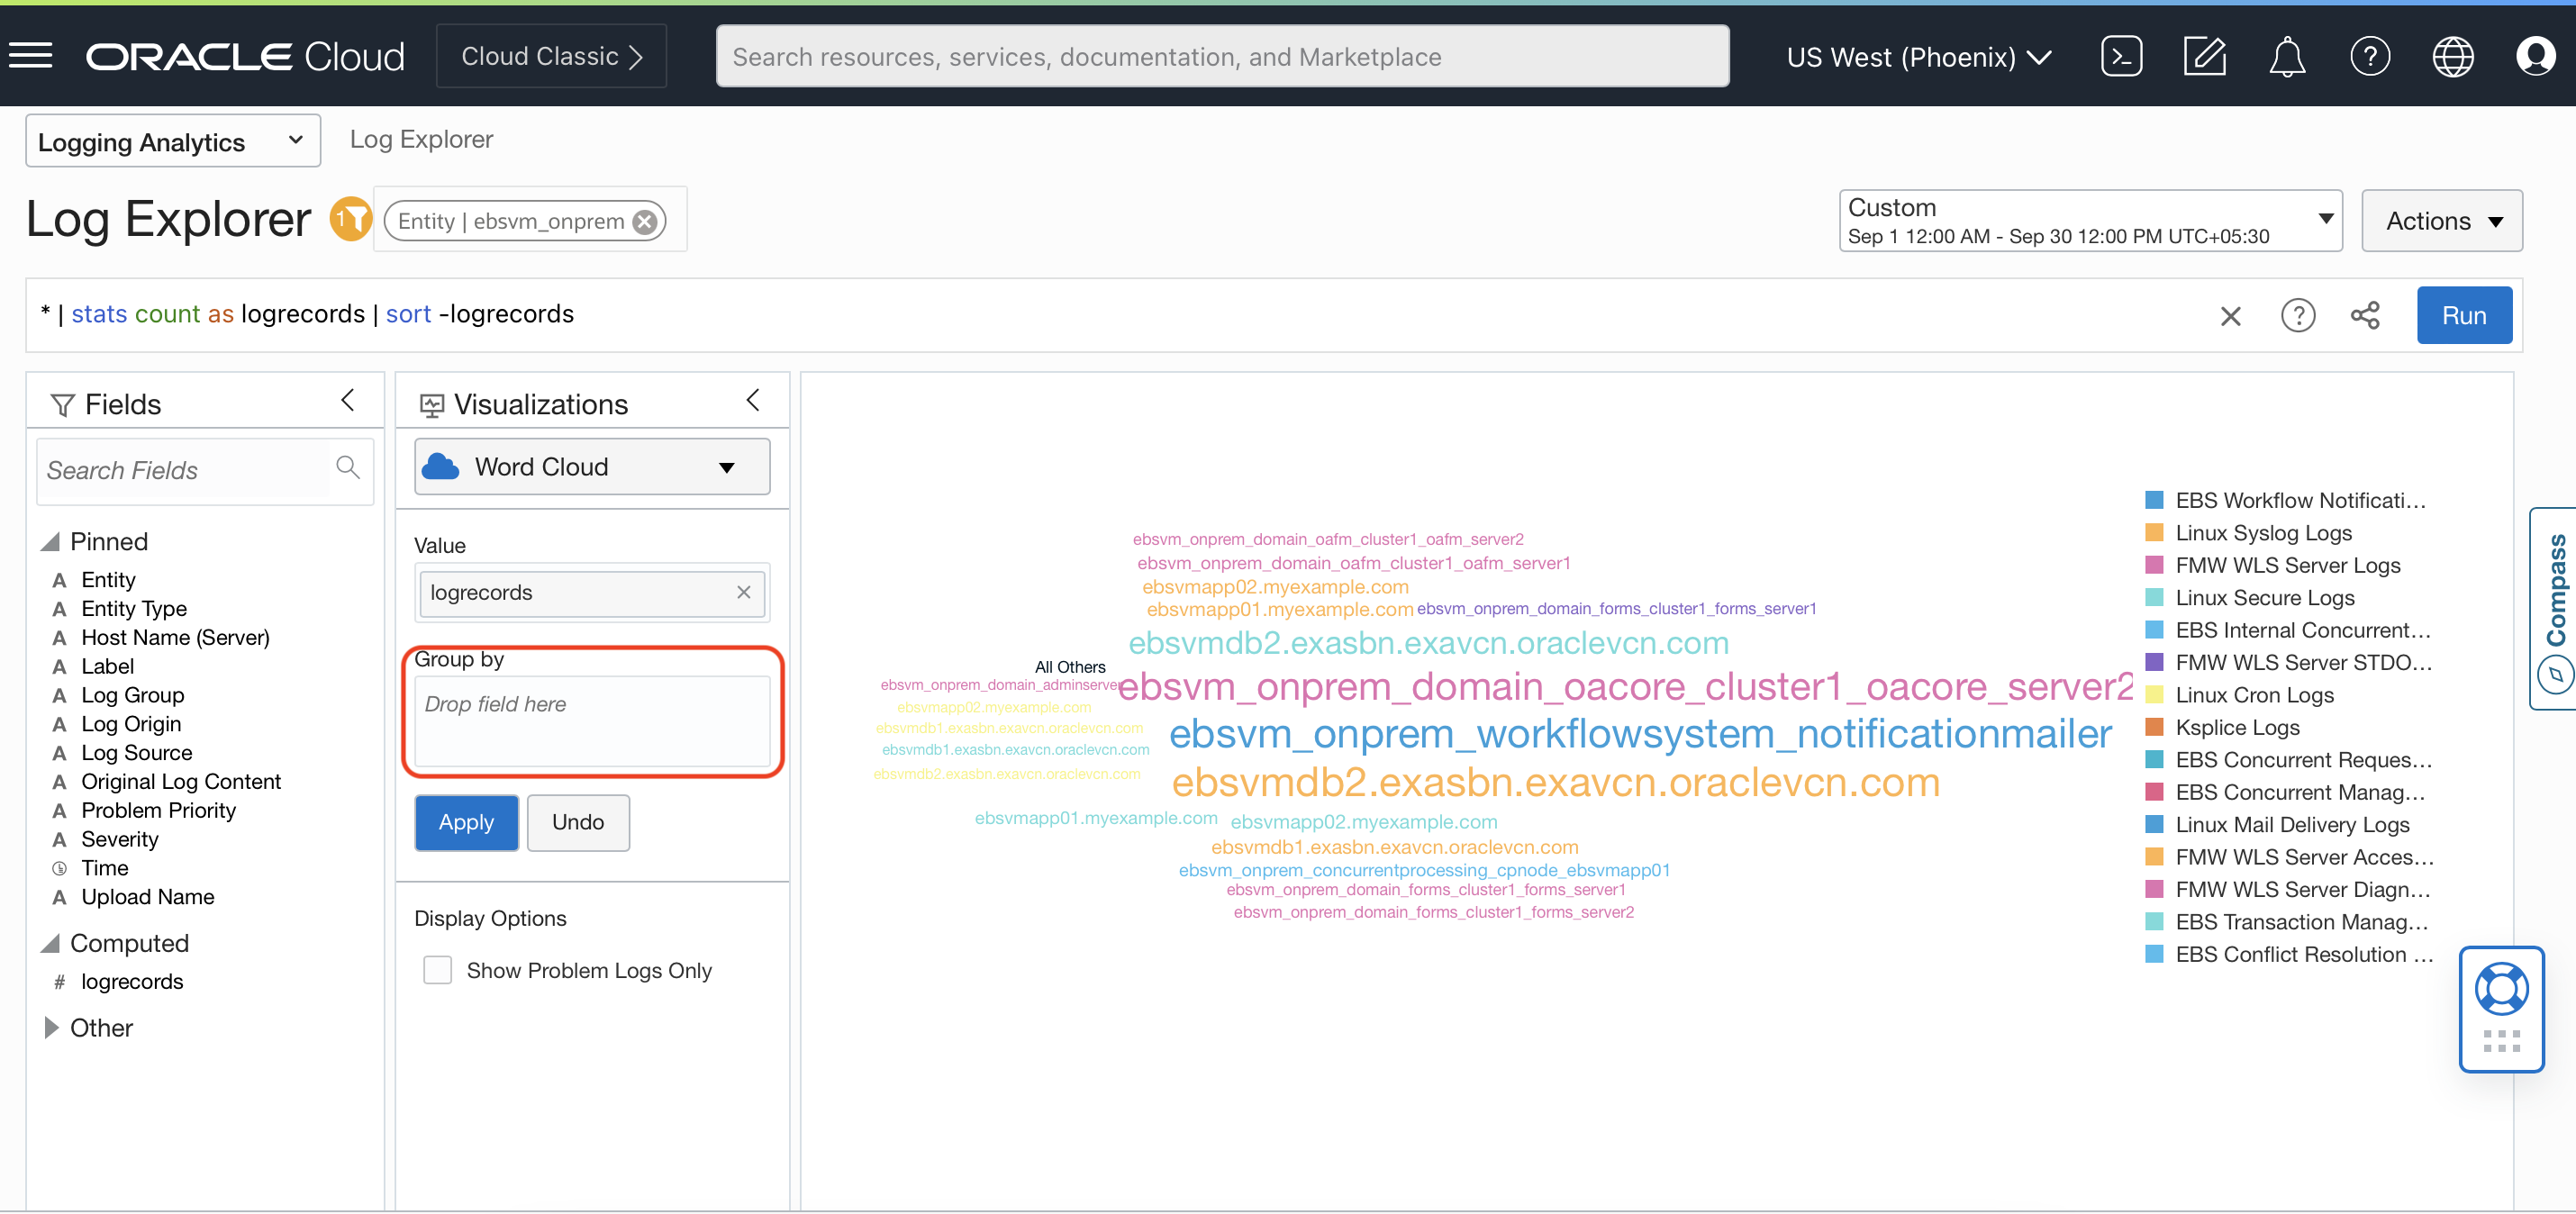 ORACLE Cloud
Cloud Classic
Search resources, services, documentation, and Marketplace
US West (Phoenix)
Logging Analytics
Log Explorer
Log Explorer
1
Entity | ebsvm_onprem
Custom
Sep 1 12:00 AM - Sep 30 12:00 PM UTC+05:30
Actions
* | stats count as logrecords | sort -logrecords
Run
Fields
Search Fields
Pinned
Entity
Entity Type
Host Name (Server)
Label
Log Group
Log Origin
Log Source
Original Log Content
Problem Priority
Severity
Time
Upload Name
Computed
# logrecords
Other
Visualizations
Word Cloud
Value
logrecords
Group by
Drop field here
Apply
Undo
Display Options
Show Problem Logs Only
ebsvm_onprem_domain_oafm_cluster1_oafm_server2
ebsvm_onprem_domain_oafm_cluster1_oafm_server1
ebsvmapp02.myexample.com
ebsvmapp01.myexample.com ebsvm_onprem_domain_forms_cluster1_forms_server1
ebsvmdb2.exasbn.exavcn.oraclevcn.com
All Others
ebsvm_onprem_domain_adminserver
ebsvm_onprem_domain_oacore_cluster1_oacore_server2
ebsvmapp02.myexample.com
ebsvmdb1.exasbn.exavcn.oraclevcn.com
ebsvm_onprem_workflowsystem_notificationmailer
ebsvmdb1.exasbn.exavcn.oraclevcn.com
ebsvmdb2.exasbn.exavcn.oraclevcn.com
ebsvmdb2.exasbn.exavcn.oraclevcn.com
ebsvmapp01.myexample.com ebsvmapp02.myexample.com
ebsvmdb1.exasbn.exavcn.oraclevcn.com
ebsvm_onprem_concurrentprocessing_cpnode_ebsvmapp01
ebsvm_onprem_domain_forms_cluster1_forms_server1
ebsvm_onprem_domain_forms_cluster1_forms_server2
EBS Workflow Notificati...
Linux Syslog Logs
FMW WLS Server Logs
Linux Secure Logs
EBS Internal Concurrent...
FMW WLS Server STDO...
Linux Cron Logs
Ksplice Logs
EBS Concurrent Reques...
EBS Concurrent Manag...
Linux Mail Delivery Logs
FMW WLS Server Acces...
FMW WLS Server Diagn...
EBS Transaction Manag...
EBS Conflict Resolution ...
Compass